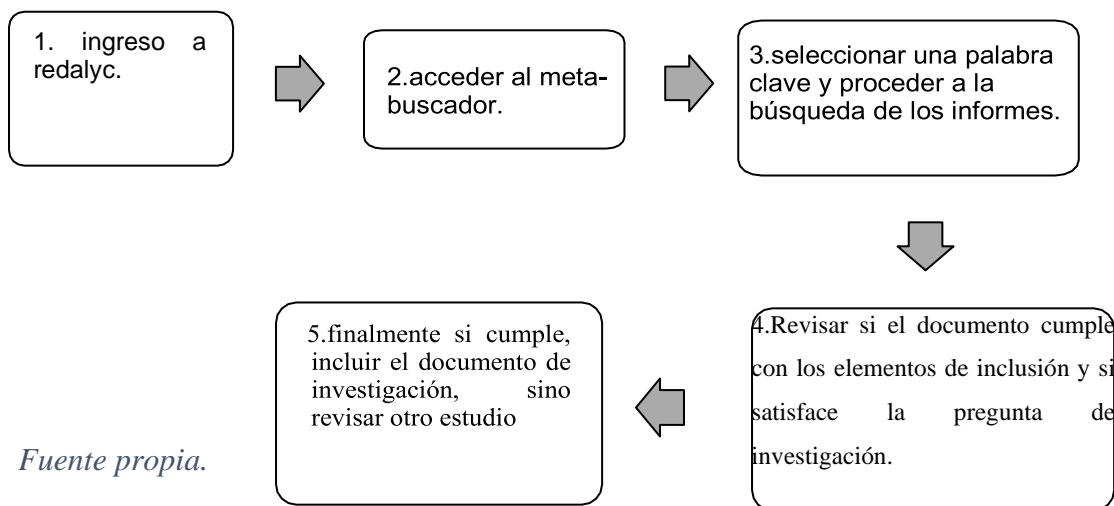 1. ingreso a
redalyc.
2.acceder al meta-
buscador.
3.seleccionar una palabra
clave y proceder a la
búsqueda de los informes.
4.Revisar si el documento cumple
con los elementos de inclusión y si
satisface la pregunta de
investigación.
5.finalmente si cumple,
incluir el documento de
investigación, sino
revisar otro estudio
Fuente propia.